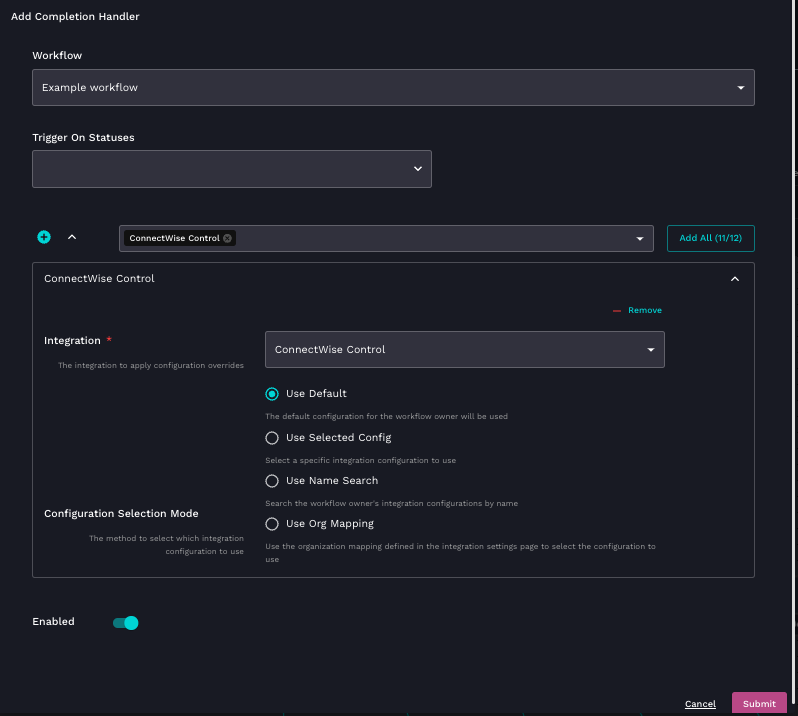 Add Completion Handler
Workflow
Example workflow
Trigger On Statuses
ConnectWise Control
Add All (11/12)
ConnectWise Control
— Remove
Integration *
The integration to apply configuration overrides
ConnectWise Control
Use Default
The default configuration for the workflow owner will be used
Use Selected Config
Select a specific integration configuration to use
Use Name Search
Search the workflow owner's integration configurations by name
Configuration Selection Mode
The method to select which integration
configuration to use
Use Org Mapping
Use the organization mapping defined in the integration settings page to select the configuration to
use
Enabled
Cancel
Submit